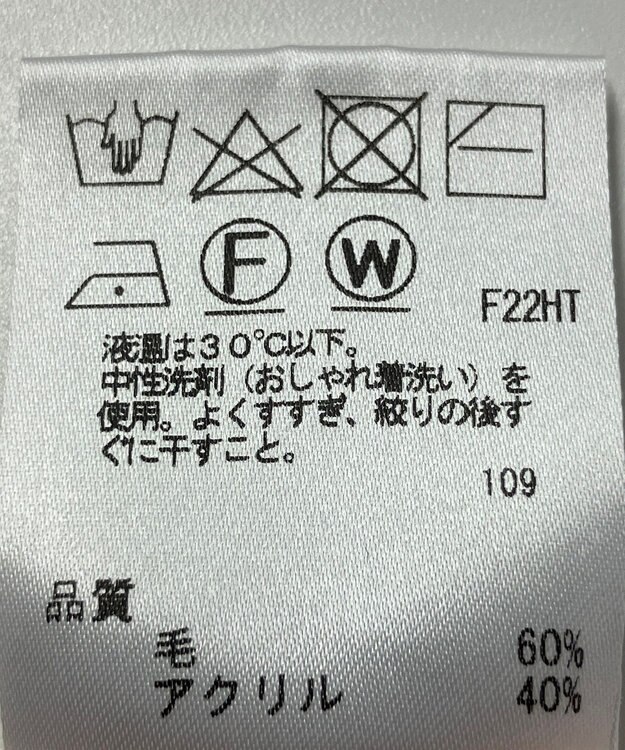 F W
F22HT
液温は30℃以下。
中性洗剤(おしゃれ着洗い)を
使用。よくすすぎ、絞りの後す
ぐに干すこと。
109
品質
毛 60%
アクリル 40%